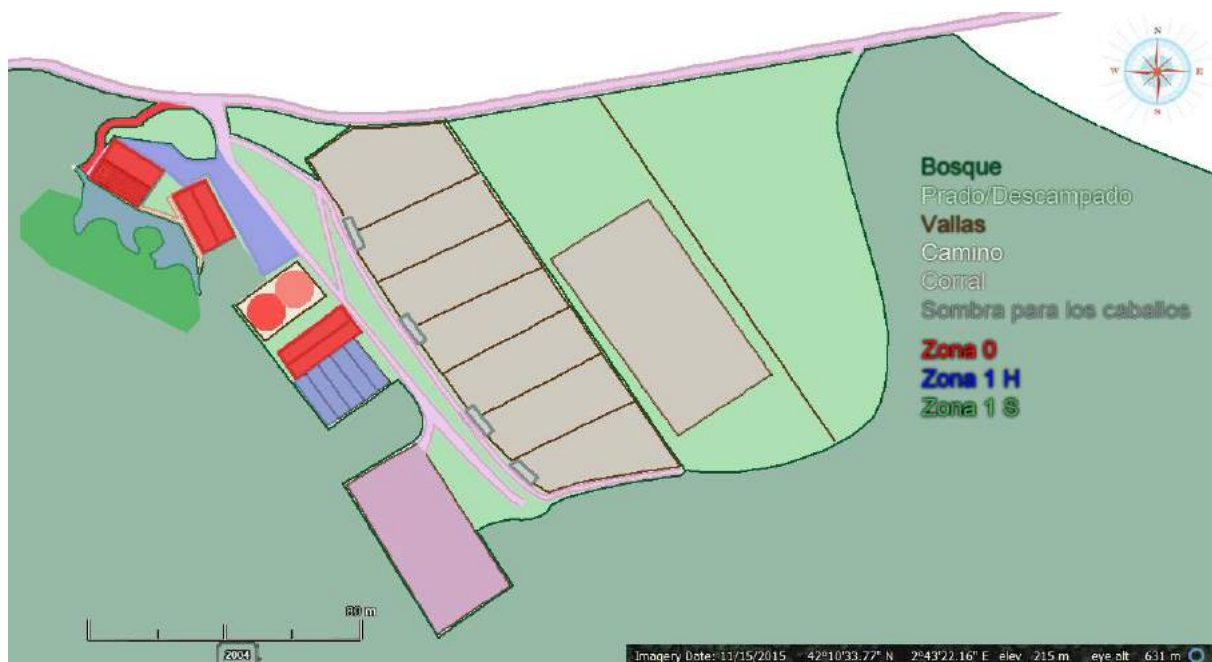 N
W E
S
Bosque
Prado/Descampado
Vallas
Camino
Corral
Sombra para los caballos
Zona 0
Zona 1 H
Zona 1 S
80 m
2004
Imagery Date: 11/15/2015 42°10'33.77" N 2°43'22.16" E elev 215 m eye alt 631 m